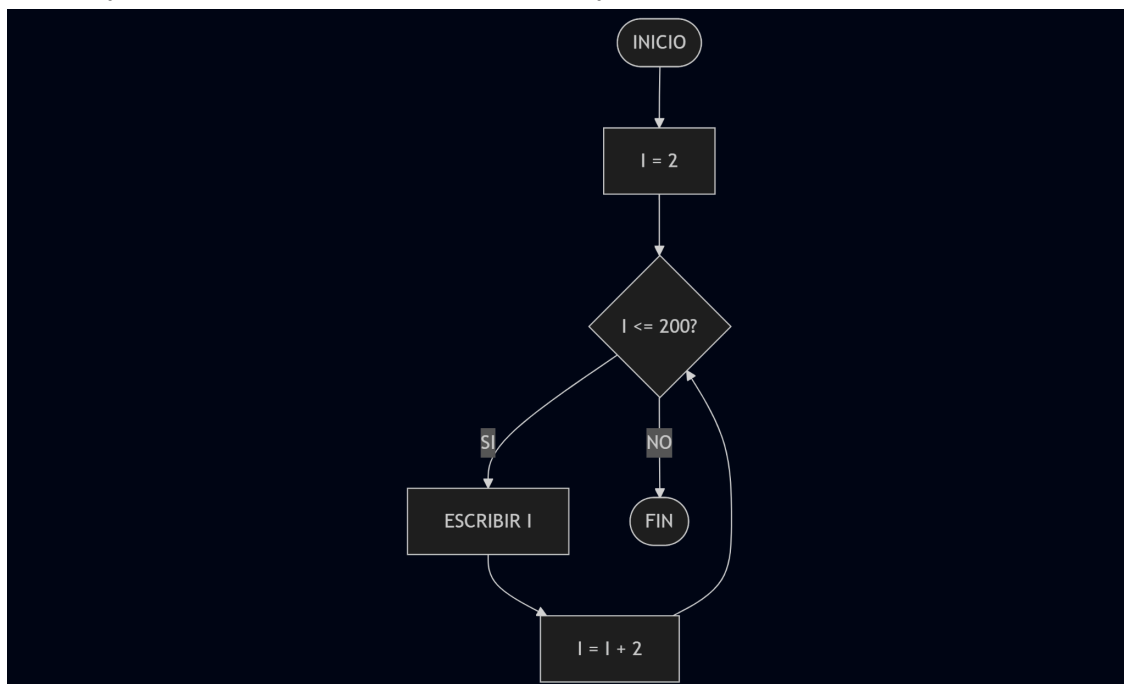 INICIO
I = 2
I <= 200?
SI
NO
ESCRIBIR I
FIN
I = I + 2